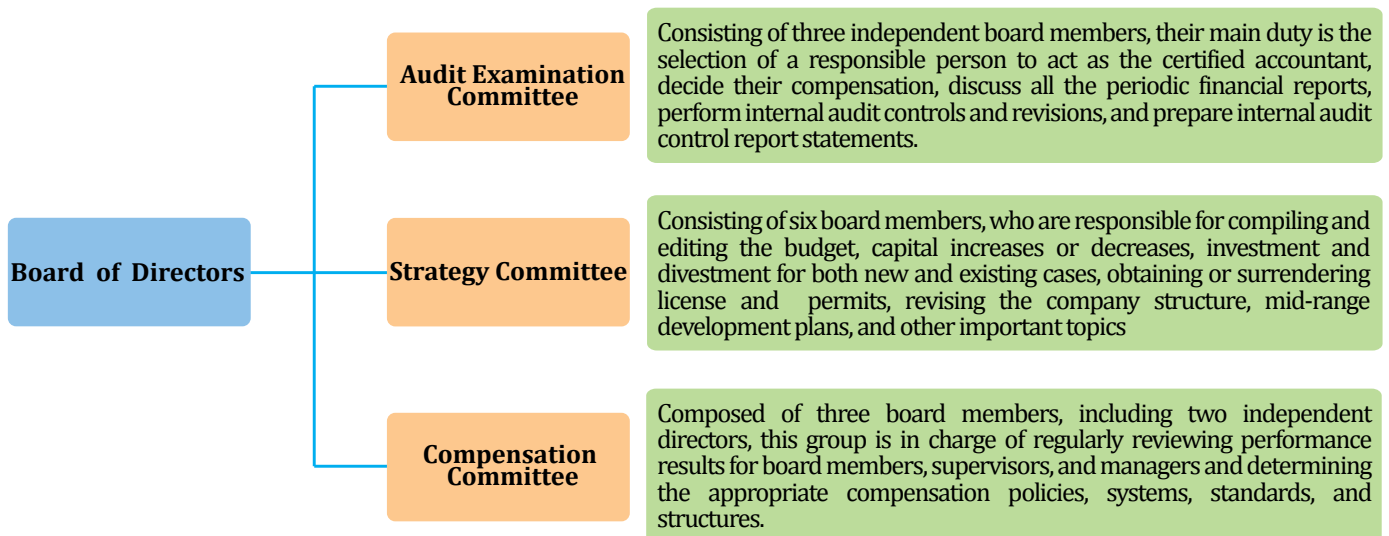 Board of Directors
Audit Examination
Committee
Consisting of three independent board members, their main duty is the
selection of a responsible person to act as the certified accountant,
decide their compensation, discuss all the periodic financial reports,
perform internal audit controls and revisions, and prepare internal audit
control report statements.
Strategy Committee
Consisting of six board members, who are responsible for compiling and
editing the budget, capital increases or decreases, investment and
divestment for both new and existing cases, obtaining or surrendering
license and permits, revising the company structure, mid-range
development plans, and other important topics
Compensation
Committee
Composed of three board members, including two independent
directors, this group is in charge of regularly reviewing performance
results for board members, supervisors, and managers and determining
the appropriate compensation policies, systems, standards, and
structures.